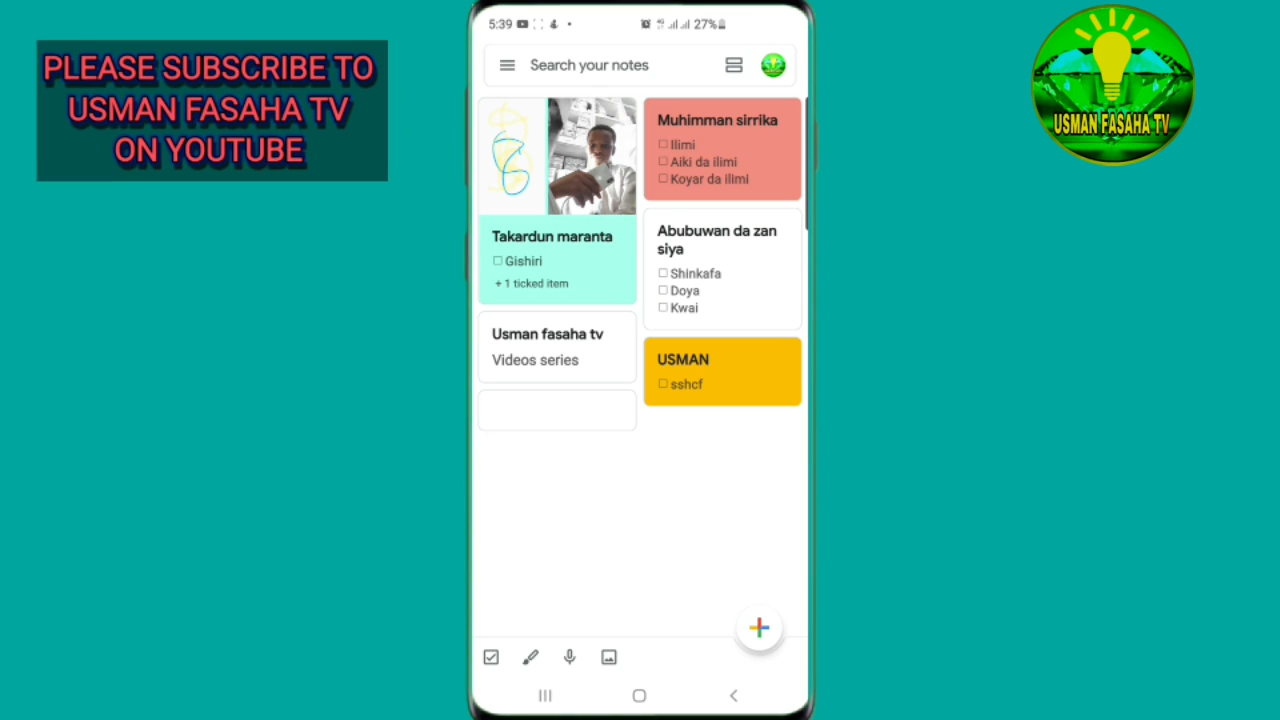 PLEASE SUBSCRIBE TO
USMAN FASAHA TV
ON YOUTUBE
5:39
27%
Search your notes
Takardun maranta
Gishiri
+ 1 ticked item
Usman fasaha tv
Videos series
Muhimman sirrika
Ilimi
Aiki da ilimi
Koyar da ilimi
Abubuwan da zan
siya
Shinkafa
Doya
Kwai
USMAN
sshcf
USMAN FASAHA TV